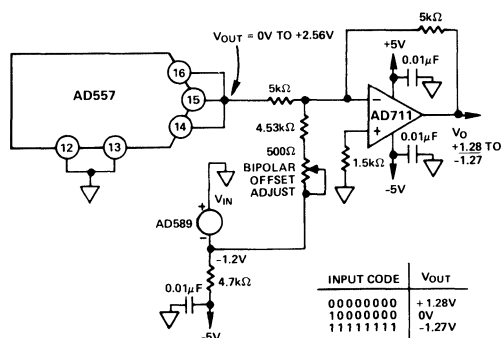 VOUT = 0V TO +2.56V
5kΩ
+5V
0.01µF
16
AD557
15
5kΩ
14
4.53kΩ
AD711
12
13
500Ω
BIPOLAR
OFFSET
ADJUST
1.5kΩ
0.01µF
VO
+1.28 TO
-1.27
+
VIN
AD589
-5V
-1.2V
4.7kΩ
0.01µF
-5V
INPUT CODE VOUT
00000000 +1.28V
10000000 0V
11111111 -1.27V